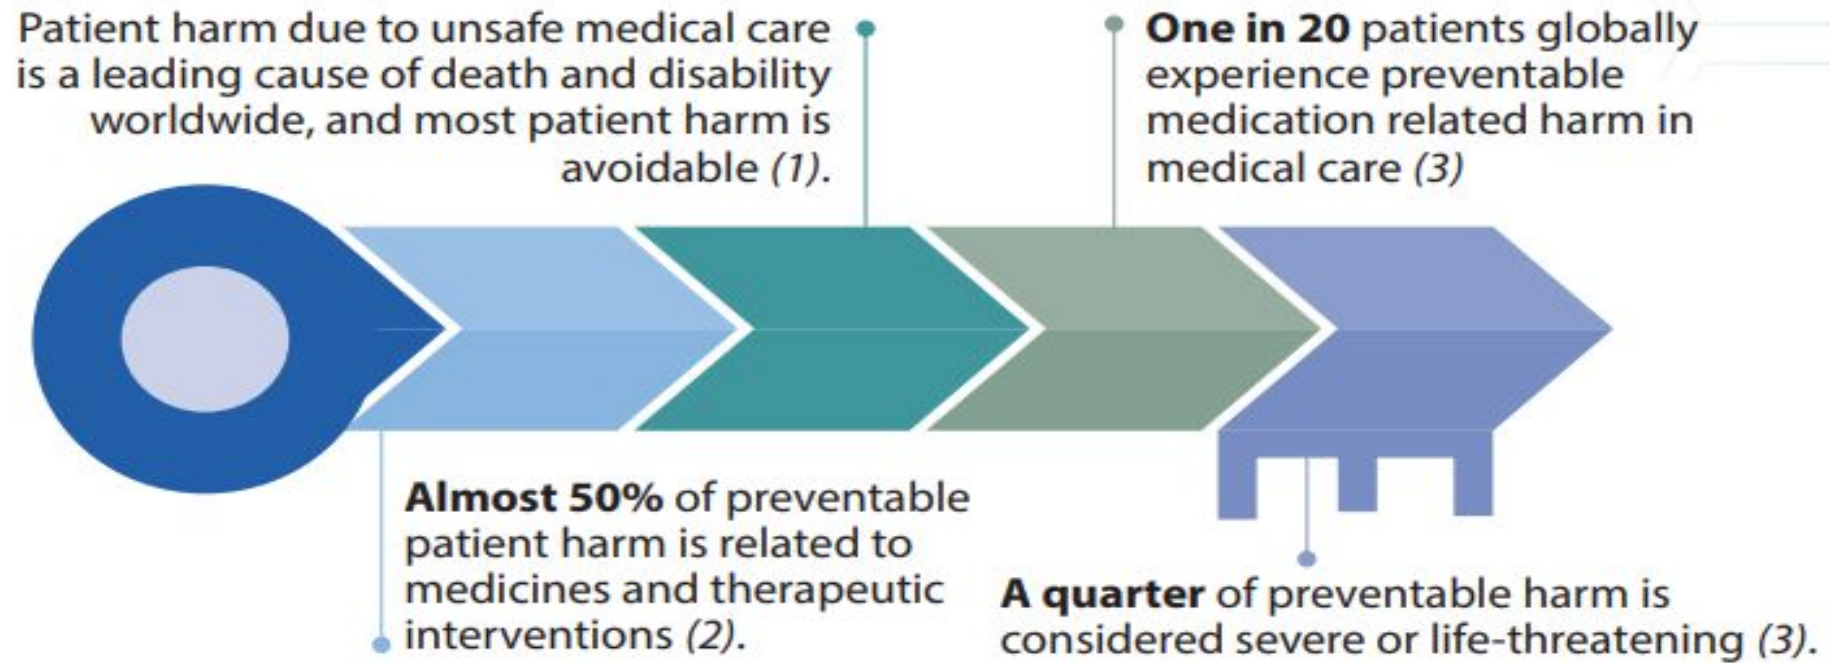 Patient harm due to unsafe medical care
is a leading cause of death and disability
worldwide, and most patient harm is
avoidable (1).
One in 20 patients globally
experience preventable
medication related harm in
medical care (3)
Almost 50% of preventable
patient harm is related to
medicines and therapeutic
interventions (2).
A quarter of preventable harm is
considered severe or life-threatening (3).